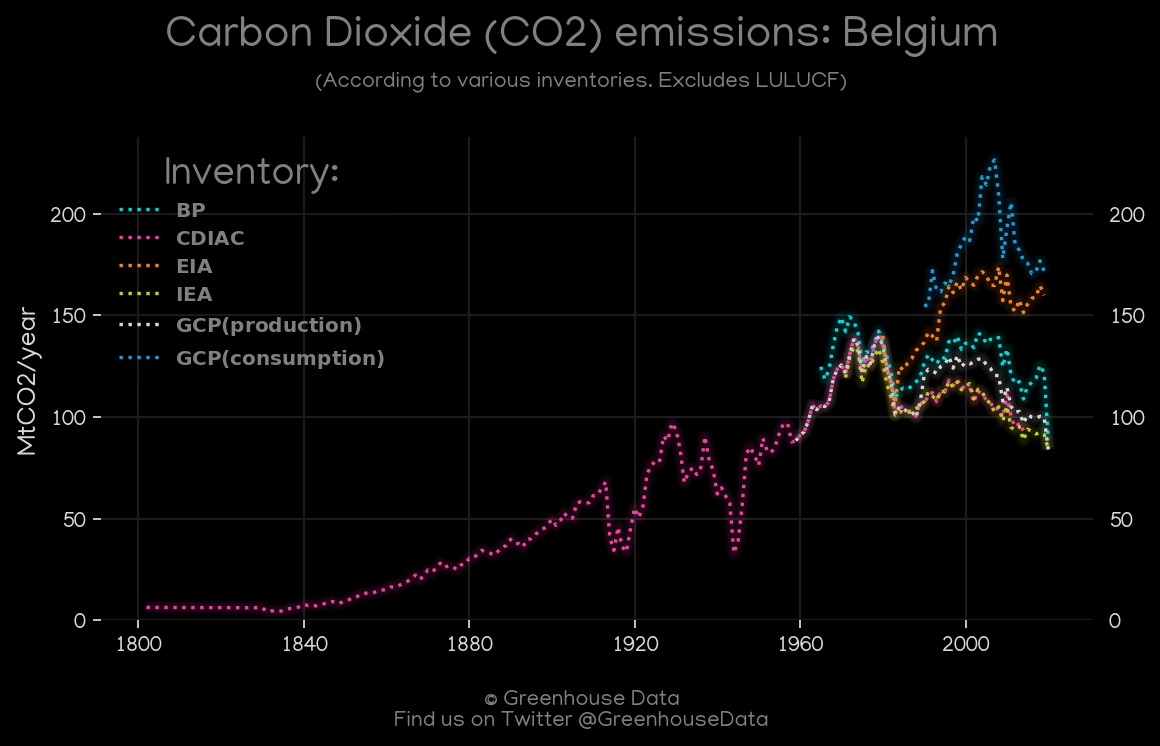 Carbon Dioxide (CO2) emissions: Belgium
(According to various inventories. Excludes LULUCF)
Inventory:
BP
CDIAC
EIA
IEA
GCP(production)
GCP(consumption)
MtCO2/year
200
150
100
50
0
200
150
100
50
0
1800 1840 1880 1920 1960 2000
© Greenhouse Data
Find us on Twitter @GreenhouseData